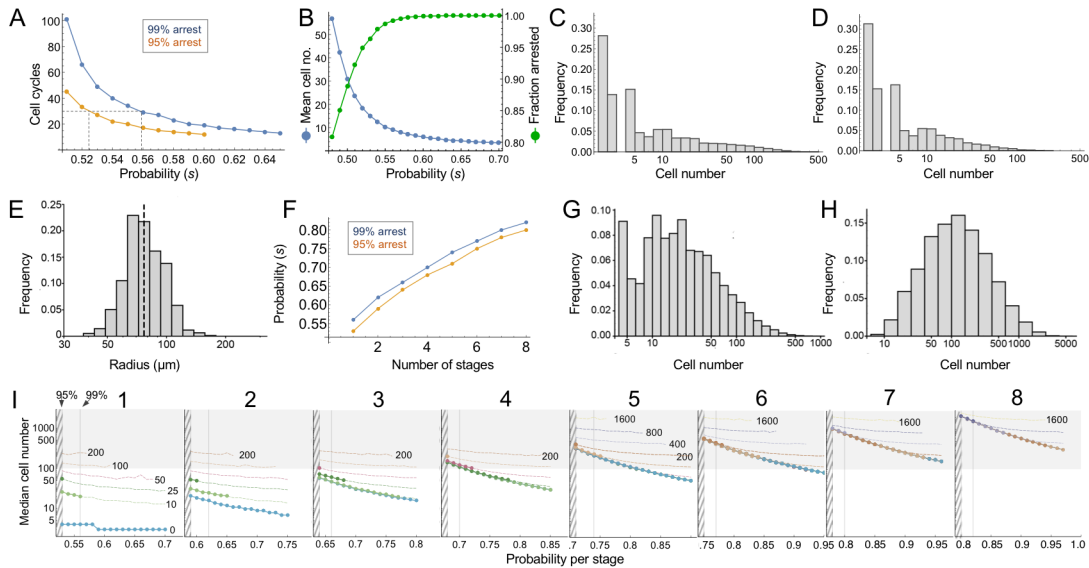 A
99% arrest
95% arrest
Cell cycles
100
80
60
40
20
0.52 0.54 0.56 0.58 0.60 0.62 0.64
Probability (s)
B
Mean cell no.
50
40
30
20
10
0.50 0.55 0.60 0.65 0.70
Probability (s)
1.00
0.95
0.90
0.85
0.80
Fraction arrested
C
Frequency
0.30
0.25
0.20
0.15
0.10
0.05
0.00
5 10 50 100 500
Cell number
D
Frequency
0.30
0.25
0.20
0.15
0.10
0.05
0.00
5 10 50 100 500
Cell number
E
Frequency
0.25
0.20
0.15
0.10
0.05
0.00
30 50 100 200
Radius (µm)
F
99% arrest
95% arrest
Probability (s)
0.80
0.75
0.70
0.65
0.60
0.55
2 4 6 8
Number of stages
G
Frequency
0.10
0.08
0.06
0.04
0.02
0.00
5 10 50 100 500 1000
Cell number
H
Frequency
0.15
0.10
0.05
0.00
10 50 100 500 1000 5000
Cell number
I
95% 99%
1 2 3 4 5 6 7 8
Median cell number
1000
500
100
50
10
5
200
100
50
25
10
0
200
200
200
1600
800
400
200
1600
1600
1600
0.55 0.6 0.65 0.7
0.6 0.65 0.7 0.75
0.65 0.7 0.75 0.8
0.7 0.75 0.8 0.85
.7 0.75 0.8 0.85 0.9
0.75 0.8 0.85 0.9 0.95
0.8 0.85 0.9 0.95
0.8 0.85 0.9 0.95 1.0
Probability per stage